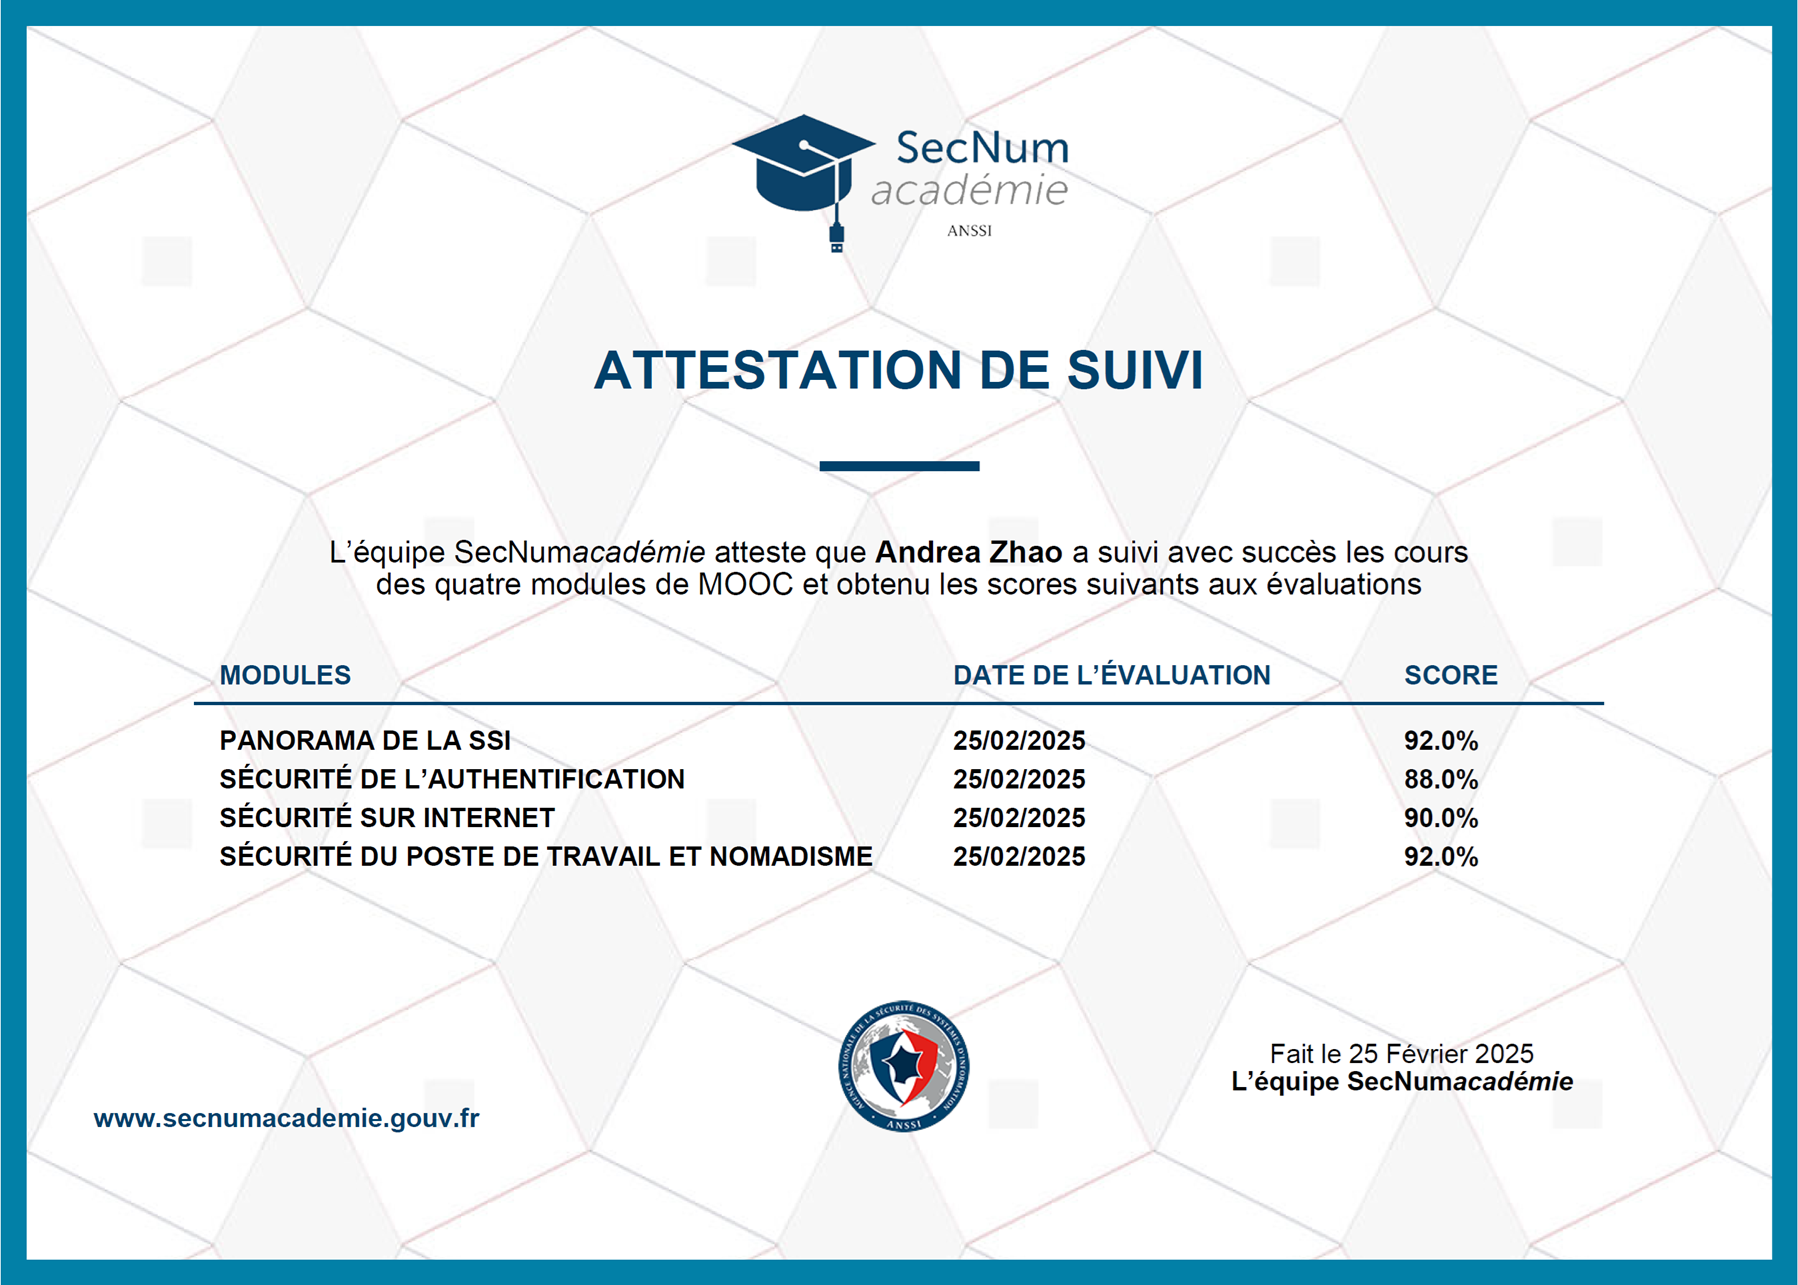 SecNum
académie
ANSSI
ATTESTATION DE SUIVI
L'équipe SecNumacadémie atteste que Andrea Zhao a suivi avec succès les cours
des quatre modules de MOOC et obtenu les scores suivants aux évaluations
MODULES DATE DE L'ÉVALUATION SCORE
PANORAMA DE LA SSI 25/02/2025 92.0%
SÉCURITÉ DE L'AUTHENTIFICATION 25/02/2025 88.0%
SÉCURITÉ SUR INTERNET 25/02/2025 90.0%
SÉCURITÉ DU POSTE DE TRAVAIL ET NOMADISME 25/02/2025 92.0%
AGENCE NATIONALE DE LA SÉCURITÉ DES SYSTÈMES D'INFORMATION
ANSSI
Fait le 25 Février 2025
L'équipe SecNumacadémie
www.secnumacademie.gouv.fr